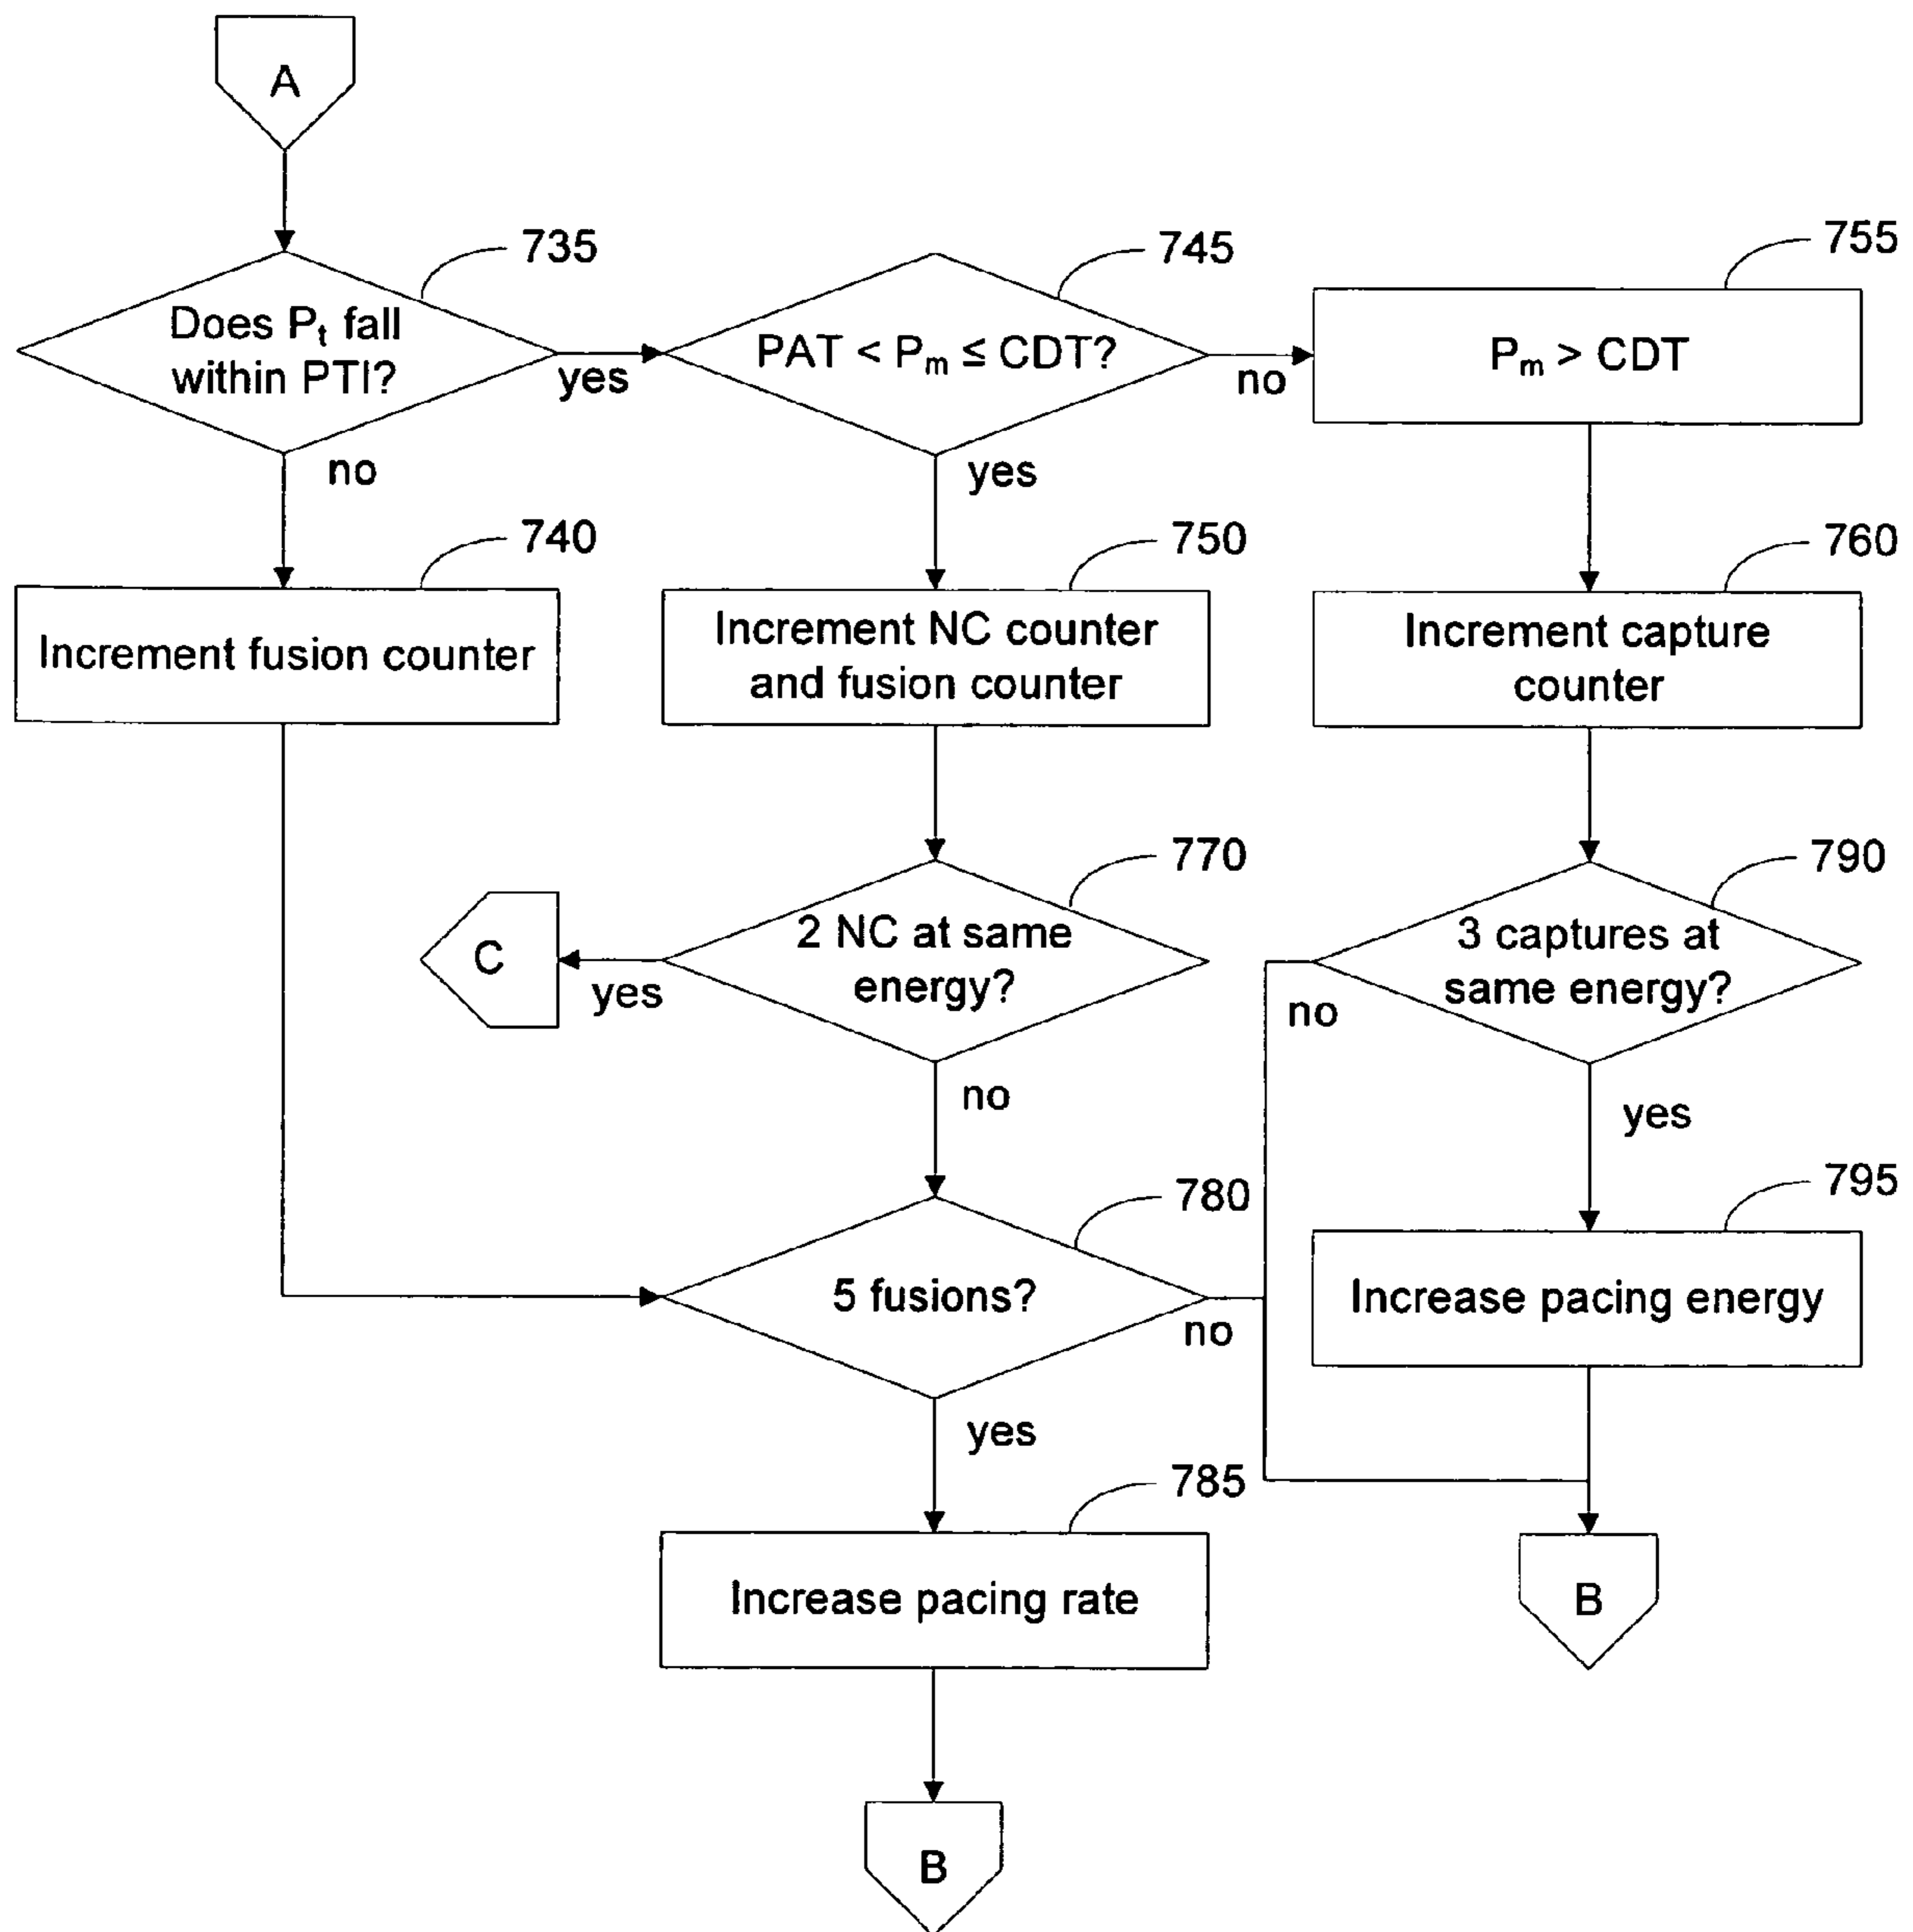 A
735
Does Pt fall
within PTI?
yes
no
745
PAT < Pm ≤ CDT?
no
yes
755
Pm > CDT
740
Increment fusion counter
750
Increment NC counter
and fusion counter
760
Increment capture
counter
770
2 NC at same
energy?
yes
C
no
790
3 captures at
same energy?
no
yes
780
5 fusions?
no
yes
795
Increase pacing energy
785
Increase pacing rate
B
B